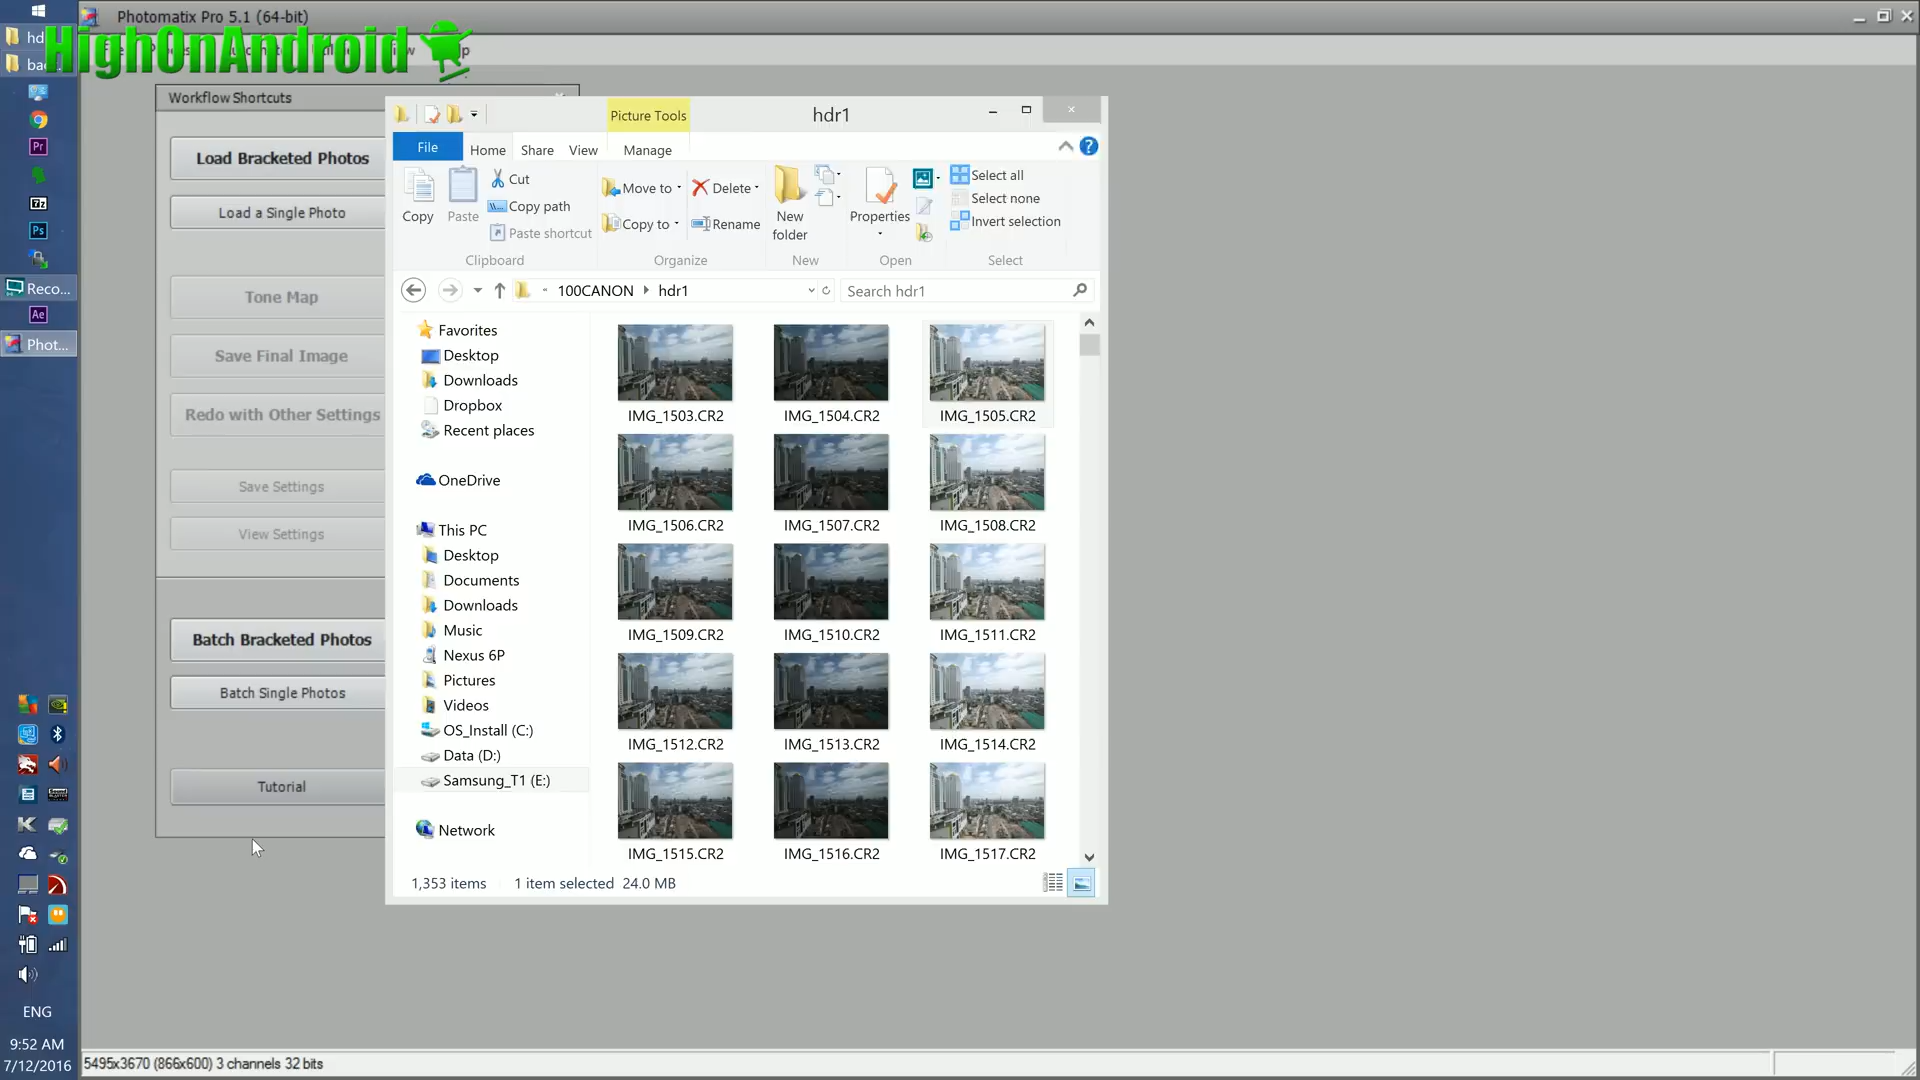 Photomatix Pro 5.1 (64-bit)
HighOnAndroid
Workflow Shortcuts
Load Bracketed Photos
Load a Single Photo
Tone Map
Save Final Image
Redo with Other Settings
Save Settings
View Settings
Batch Bracketed Photos
Batch Single Photos
Tutorial
Picture Tools
hdr1
File
Home
Share
View
Manage
Copy
Paste
Cut
Copy path
Paste shortcut
Clipboard
Move to
Copy to
Delete
Rename
Organize
New
folder
New
Properties
Open
Select all
Select none
Invert selection
Select
100CANON
hdr1
Search hdr1
Favorites
Desktop
Downloads
Dropbox
Recent places
OneDrive
This PC
Desktop
Documents
Downloads
Music
Nexus 6P
Pictures
Videos
OS_Install (C:)
Data (D:)
Samsung_T1 (E:)
Network
IMG_1503.CR2
IMG_1504.CR2
IMG_1505.CR2
IMG_1506.CR2
IMG_1507.CR2
IMG_1508.CR2
IMG_1509.CR2
IMG_1510.CR2
IMG_1511.CR2
IMG_1512.CR2
IMG_1513.CR2
IMG_1514.CR2
IMG_1515.CR2
IMG_1516.CR2
IMG_1517.CR2
1,353 items
1 item selected 24.0 MB
Pr
Ps
Reco...
Ae
Phot...
ENG
9:52 AM
7/12/2016
5495x3670 (866x600) 3 channels 32 bits